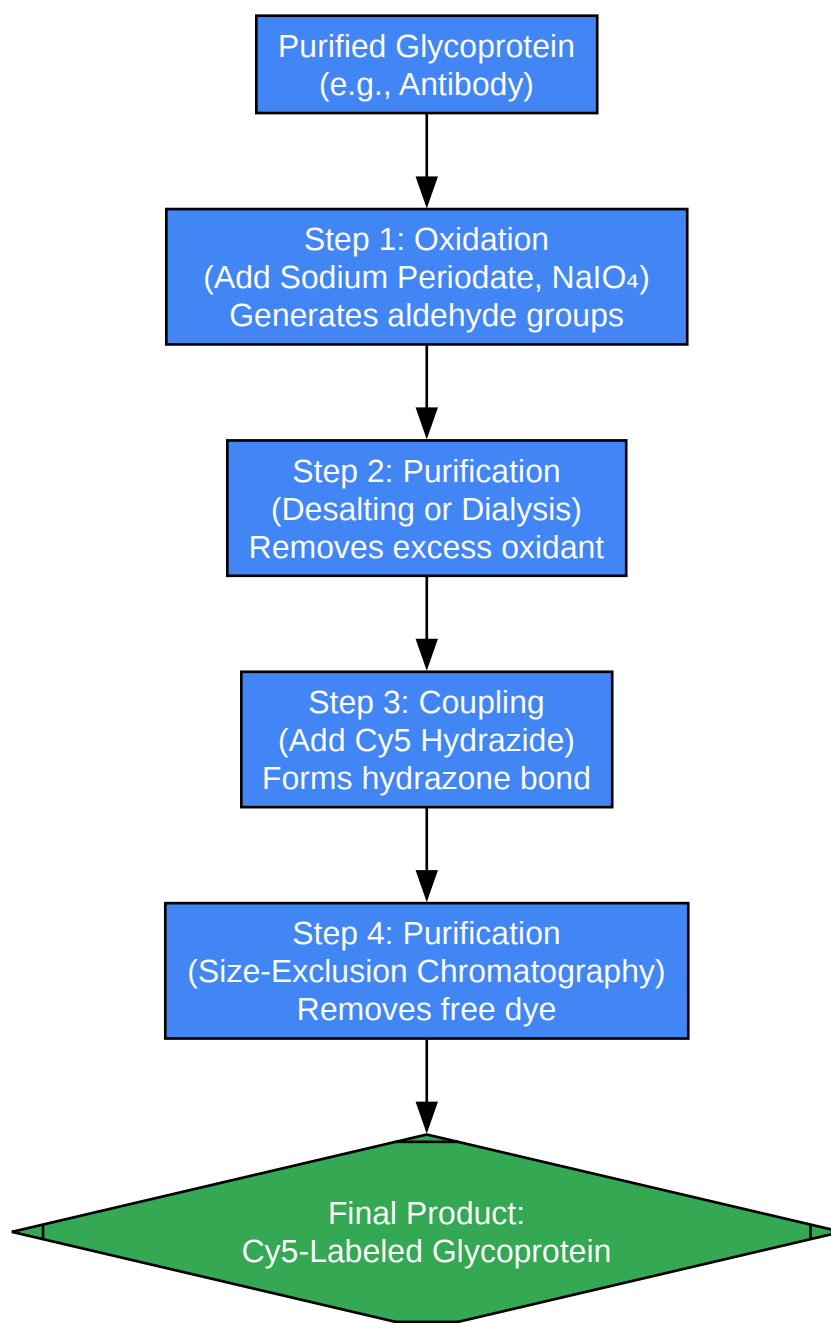 Purified Glycoprotein
(e.g., Antibody)
Step 1: Oxidation
(Add Sodium Periodate, NaIO₄)
Generates aldehyde groups
Step 2: Purification
(Desalting or Dialysis)
Removes excess oxidant
Step 3: Coupling
(Add Cy5 Hydrazide)
Forms hydrazone bond
Step 4: Purification
(Size-Exclusion Chromatography)
Removes free dye
Final Product:
Cy5-Labeled Glycoprotein